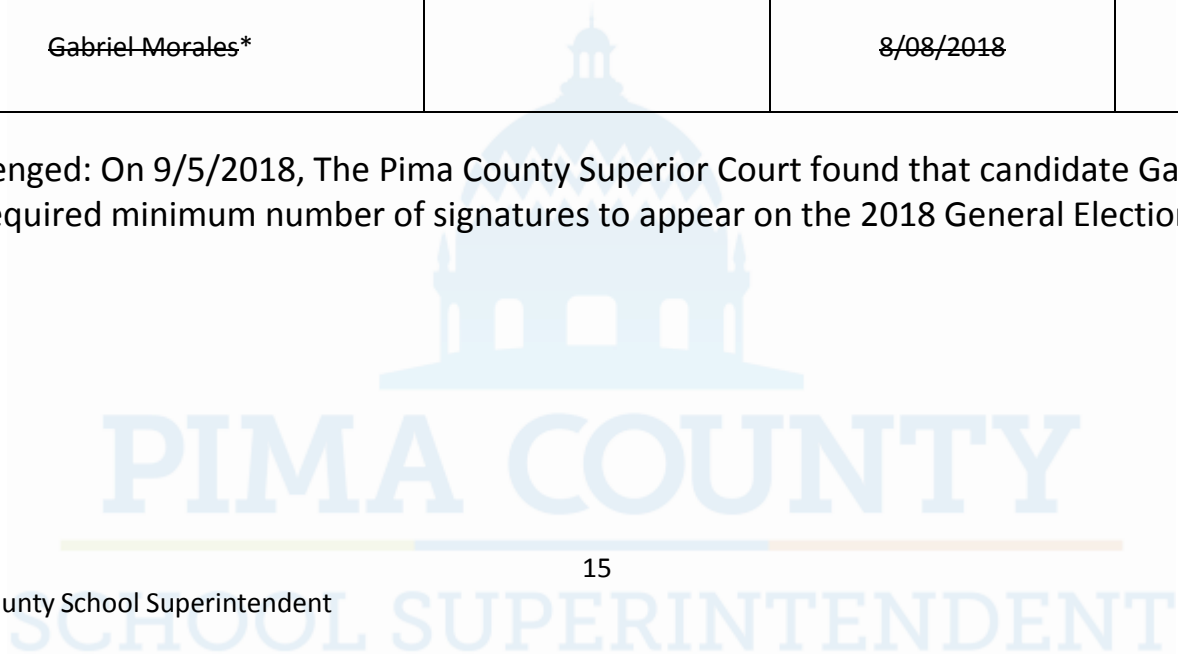 Gabriel Morales* 8/08/2018
enged: On 9/5/2018, The Pima County Superior Court found that candidate Ga
equired minimum number of signatures to appear on the 2018 General Election
PIMA COUNTY
15
unty School Superintendent
SCHOOL SUPERINTENDENT